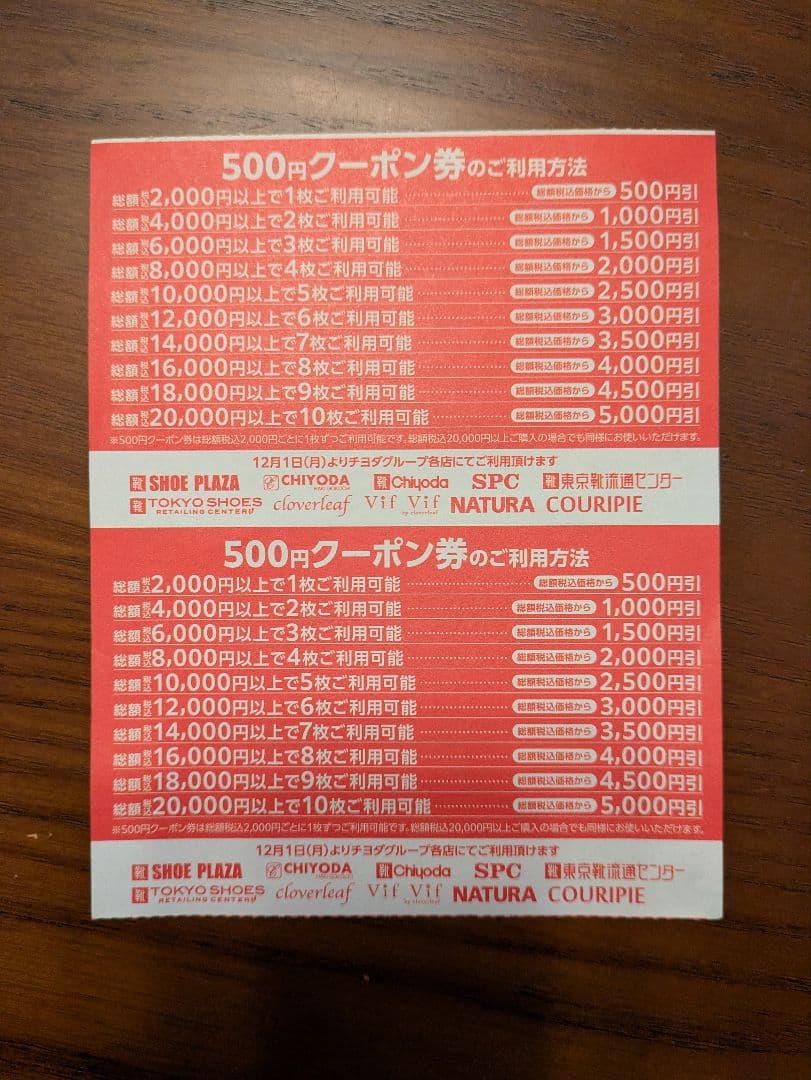 500円クーポン券のご利用方法
総額税込2,000円以上で1枚ご利用可能 総額税込価格から 500円引
総額税込4,000円以上で2枚ご利用可能 総額税込価格から 1,000円引
総額税込6,000円以上で3枚ご利用可能 総額税込価格から 1,500円引
総額税込8,000円以上で4枚ご利用可能 総額税込価格から 2,000円引
総額税込10,000円以上で5枚ご利用可能 総額税込価格から 2,500円引
総額税込12,000円以上で6枚ご利用可能 総額税込価格から 3,000円引
総額税込14,000円以上で7枚ご利用可能 総額税込価格から 3,500円引
総額税込16,000円以上で8枚ご利用可能 総額税込価格から 4,000円引
総額税込18,000円以上で9枚ご利用可能 総額税込価格から 4,500円引
総額税込20,000円以上で10枚ご利用可能 総額税込価格から 5,000円引
※500円クーポン券は総額税込2,000円ごとに1枚ずつご利用可能です。総額税込20,000円以上ご購入の場合でも同様にお使いいただけます。
12月1日(月)よりチヨダグループ各店にてご利用頂けます
靴 SHOE PLAZA CHIYODA 靴 Chiyoda SPC 靴 東京靴流通センター
靴 TOKYO SHOES RETAILING CENTER cloverleaf Vif Vif by cloverleaf NATURA COURIPIE
500円クーポン券のご利用方法
総額税込2,000円以上で1枚ご利用可能 総額税込価格から 500円引
総額税込4,000円以上で2枚ご利用可能 総額税込価格から 1,000円引
総額税込6,000円以上で3枚ご利用可能 総額税込価格から 1,500円引
総額税込8,000円以上で4枚ご利用可能 総額税込価格から 2,000円引
総額税込10,000円以上で5枚ご利用可能 総額税込価格から 2,500円引
総額税込12,000円以上で6枚ご利用可能 総額税込価格から 3,000円引
総額税込14,000円以上で7枚ご利用可能 総額税込価格から 3,500円引
総額税込16,000円以上で8枚ご利用可能 総額税込価格から 4,000円引
総額税込18,000円以上で9枚ご利用可能 総額税込価格から 4,500円引
総額税込20,000円以上で10枚ご利用可能 総額税込価格から 5,000円引
※500円クーポン券は総額税込2,000円ごとに1枚ずつご利用可能です。総額税込20,000円以上ご購入の場合でも同様にお使いいただけます。
12月1日(月)よりチヨダグループ各店にてご利用頂けます
靴 SHOE PLAZA CHIYODA 靴 Chiyoda SPC 靴 東京靴流通センター
靴 TOKYO SHOES RETAILING CENTER cloverleaf Vif Vif by cloverleaf NATURA COURIPIE